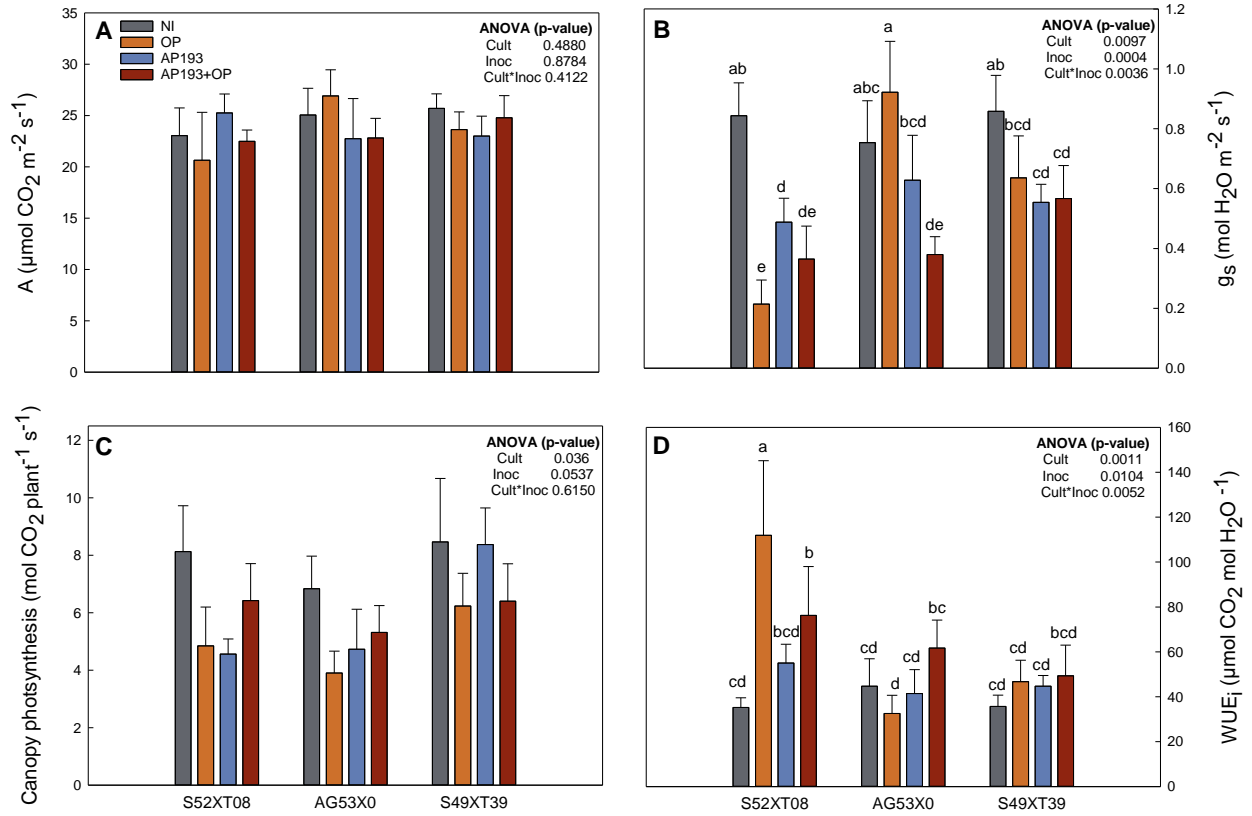 A
NI
OP
AP193
AP193+OP
ANOVA (p-value)
Cult 0.4880
Inoc 0.8784
Cult*Inoc 0.4122
35
30
25
20
15
10
5
0
A (µmol CO2 m-2 s-1)
B
ANOVA (p-value)
Cult 0.0097
Inoc 0.0004
Cult*Inoc 0.0036
ab
e
d
de
abc
a
bcd
de
ab
bcd
cd
cd
1.2
1.0
0.8
0.6
0.4
0.2
0.0
gs (mol H2O m-2 s-1)
C
ANOVA (p-value)
Cult 0.036
Inoc 0.0537
Cult*Inoc 0.6150
12
10
8
6
4
2
0
Canopy photsynthesis (mol CO2 plant-1 s-1)
S52XT08 AG53X0 S49XT39
D
ANOVA (p-value)
Cult 0.0011
Inoc 0.0104
Cult*Inoc 0.0052
cd
a
bcd
b
cd
d
cd
bc
cd
cd
cd
bcd
160
140
120
100
80
60
40
20
0
WUEi (µmol CO2 mol H2O -1)
S52XT08 AG53X0 S49XT39